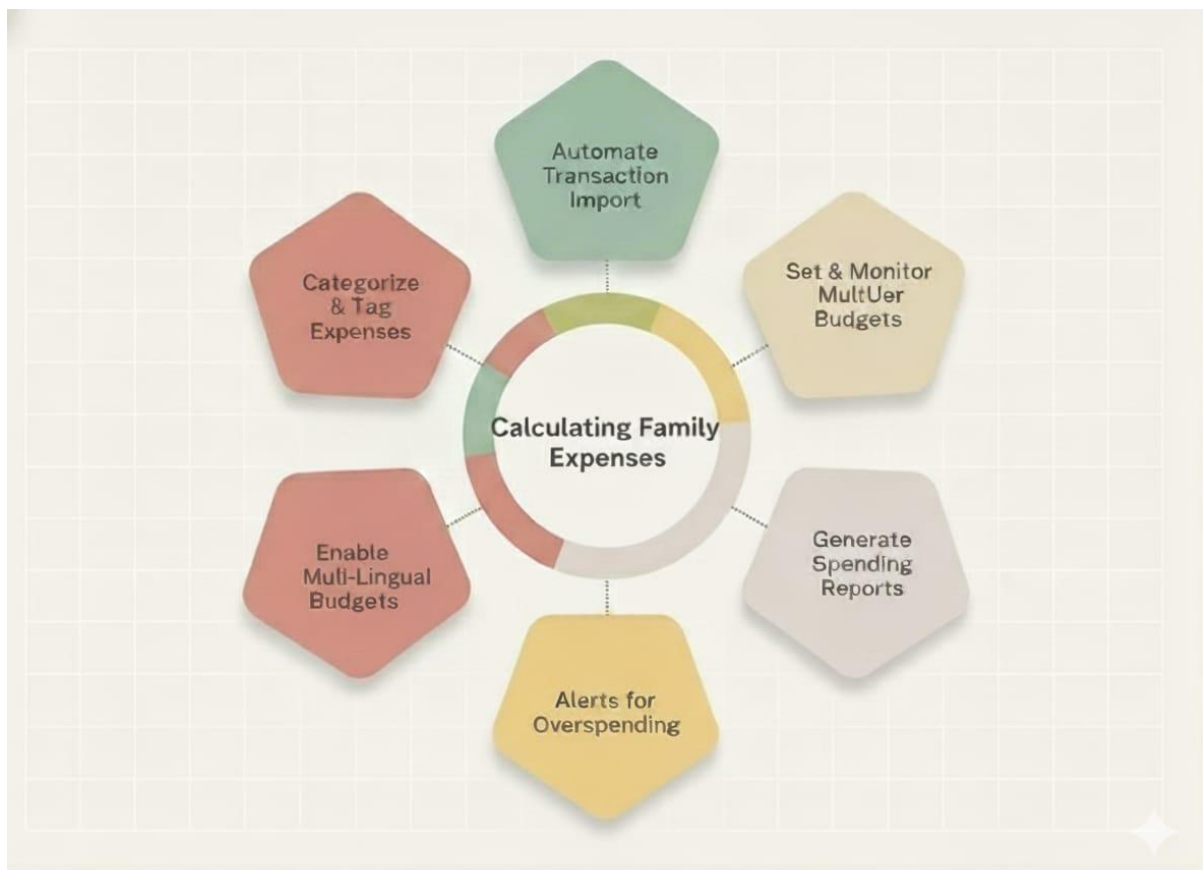 Automate
Transaction
Import
Categorize
& Tag
Expenses
Set & Monitor
MultUer
Budgets
Calculating Family
Expenses
Enable
Muli-Lingual
Budgets
Generate
Spending
Reports
Alerts for
Overspending